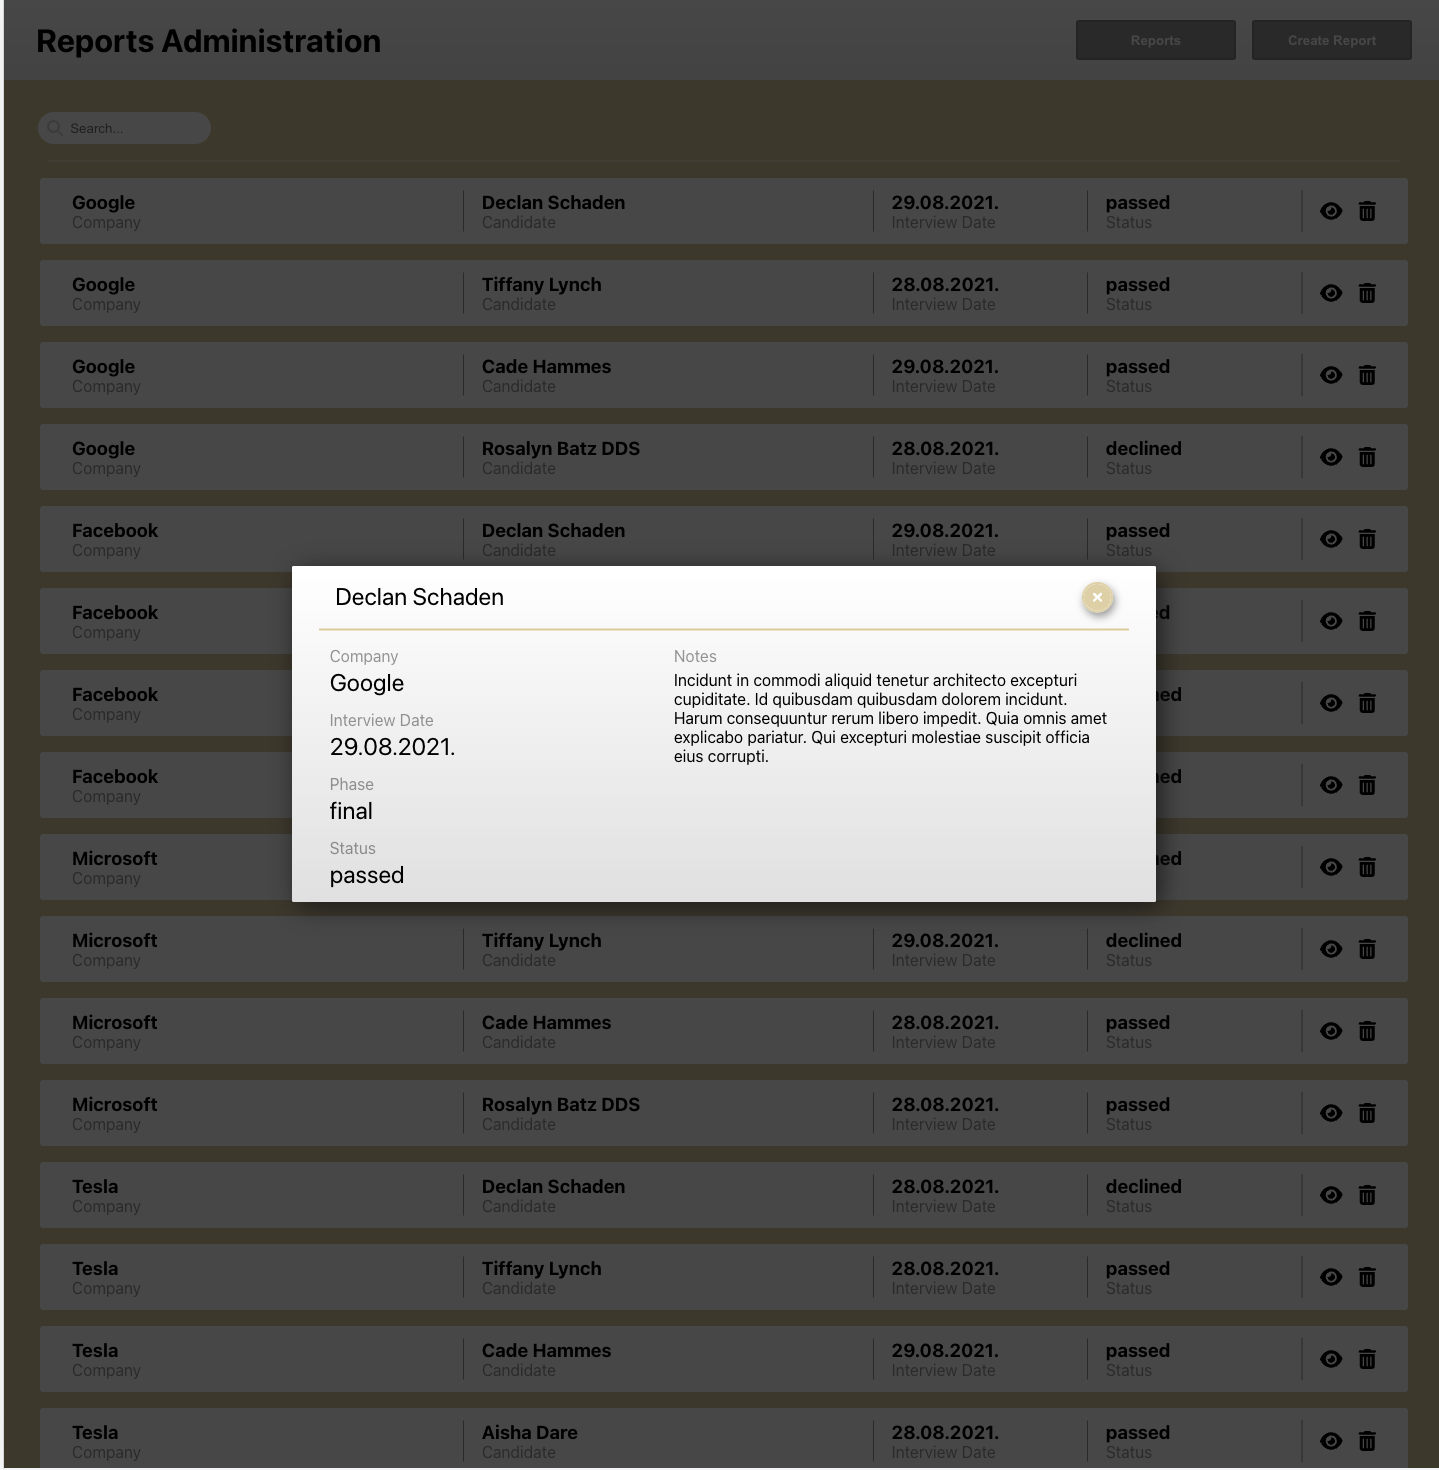 Reports Administration
Reports
Create Report
Search...
Google
Declan Schaden
29.08.2021.
passed
Company
Candidate
Interview Date
Status
Google
Tiffany Lynch
28.08.2021.
passed
Company
Candidate
Interview Date
Status
Google
Cade Hammes
29.08.2021.
passed
Company
Candidate
Interview Date
Status
Google
Rosalyn Batz DDS
28.08.2021.
declined
Company
Candidate
Interview Date
Status
Facebook
Declan Schaden
29.08.2021.
passed
Company
Candidate
Interview Date
Status
Facebook
Company
Facebook
Company
Facebook
Company
Microsoft
Company
Declan Schaden
Company
Google
Interview Date
29.08.2021.
Phase
final
Status
passed
Notes
Incidunt in commodi aliquid tenetur architecto excepturi
cupiditate. Id quibusdam quibusdam dolorem incidunt.
Harum consequuntur rerum libero impedit. Quia omnis amet
explicabo pariatur. Qui excepturi molestiae suscipit officia
eius corrupti.
Microsoft
Tiffany Lynch
29.08.2021.
declined
Company
Candidate
Interview Date
Status
Microsoft
Cade Hammes
28.08.2021.
passed
Company
Candidate
Interview Date
Status
Microsoft
Rosalyn Batz DDS
28.08.2021.
passed
Company
Candidate
Interview Date
Status
Tesla
Declan Schaden
28.08.2021.
declined
Company
Candidate
Interview Date
Status
Tesla
Tiffany Lynch
28.08.2021.
passed
Company
Candidate
Interview Date
Status
Tesla
Cade Hammes
29.08.2021.
passed
Company
Candidate
Interview Date
Status
Tesla
Aisha Dare
28.08.2021.
passed
Company
Candidate
Interview Date
Status